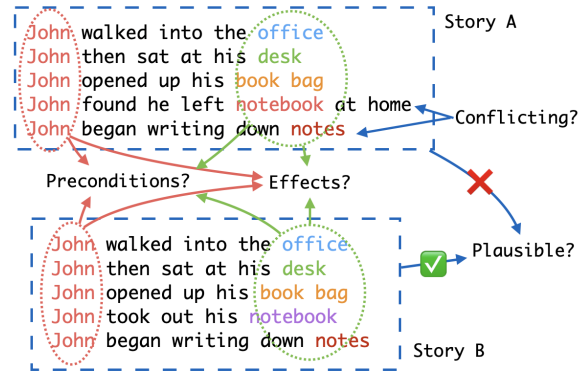 Story A
John walked into the office
John then sat at his desk
John opened up his book bag
John found he left notebook at home
John began writing down notes
Conflicting?
Preconditions?
Effects?
Plausible?
John walked into the office
John then sat at his desk
John opened up his book bag
John took out his notebook
John began writing down notes
Story B